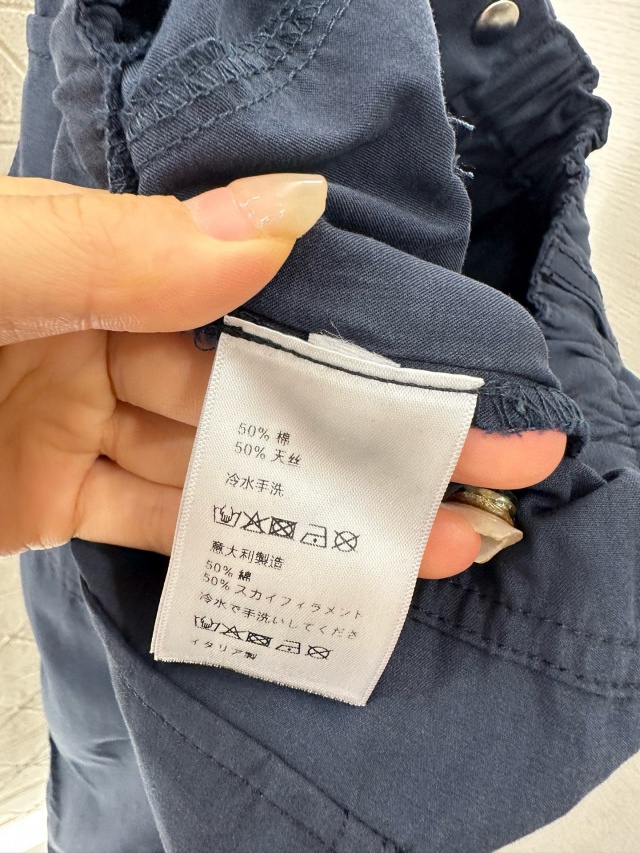 50% 棉
50% 天丝
冷水手洗
意大利製造
50% 綿
50% スカイフィラメント
冷水で手洗いしてくださ
イタリア製